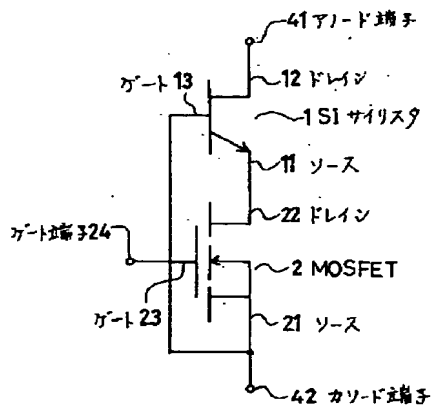 41 アノード端子
ゲート 13
12 ドレイン
1 SI サイリスタ
11 ソース
22 ドレイン
ゲート端子24
2 MOSFET
ゲート 23
21 ソース
42 カソード端子